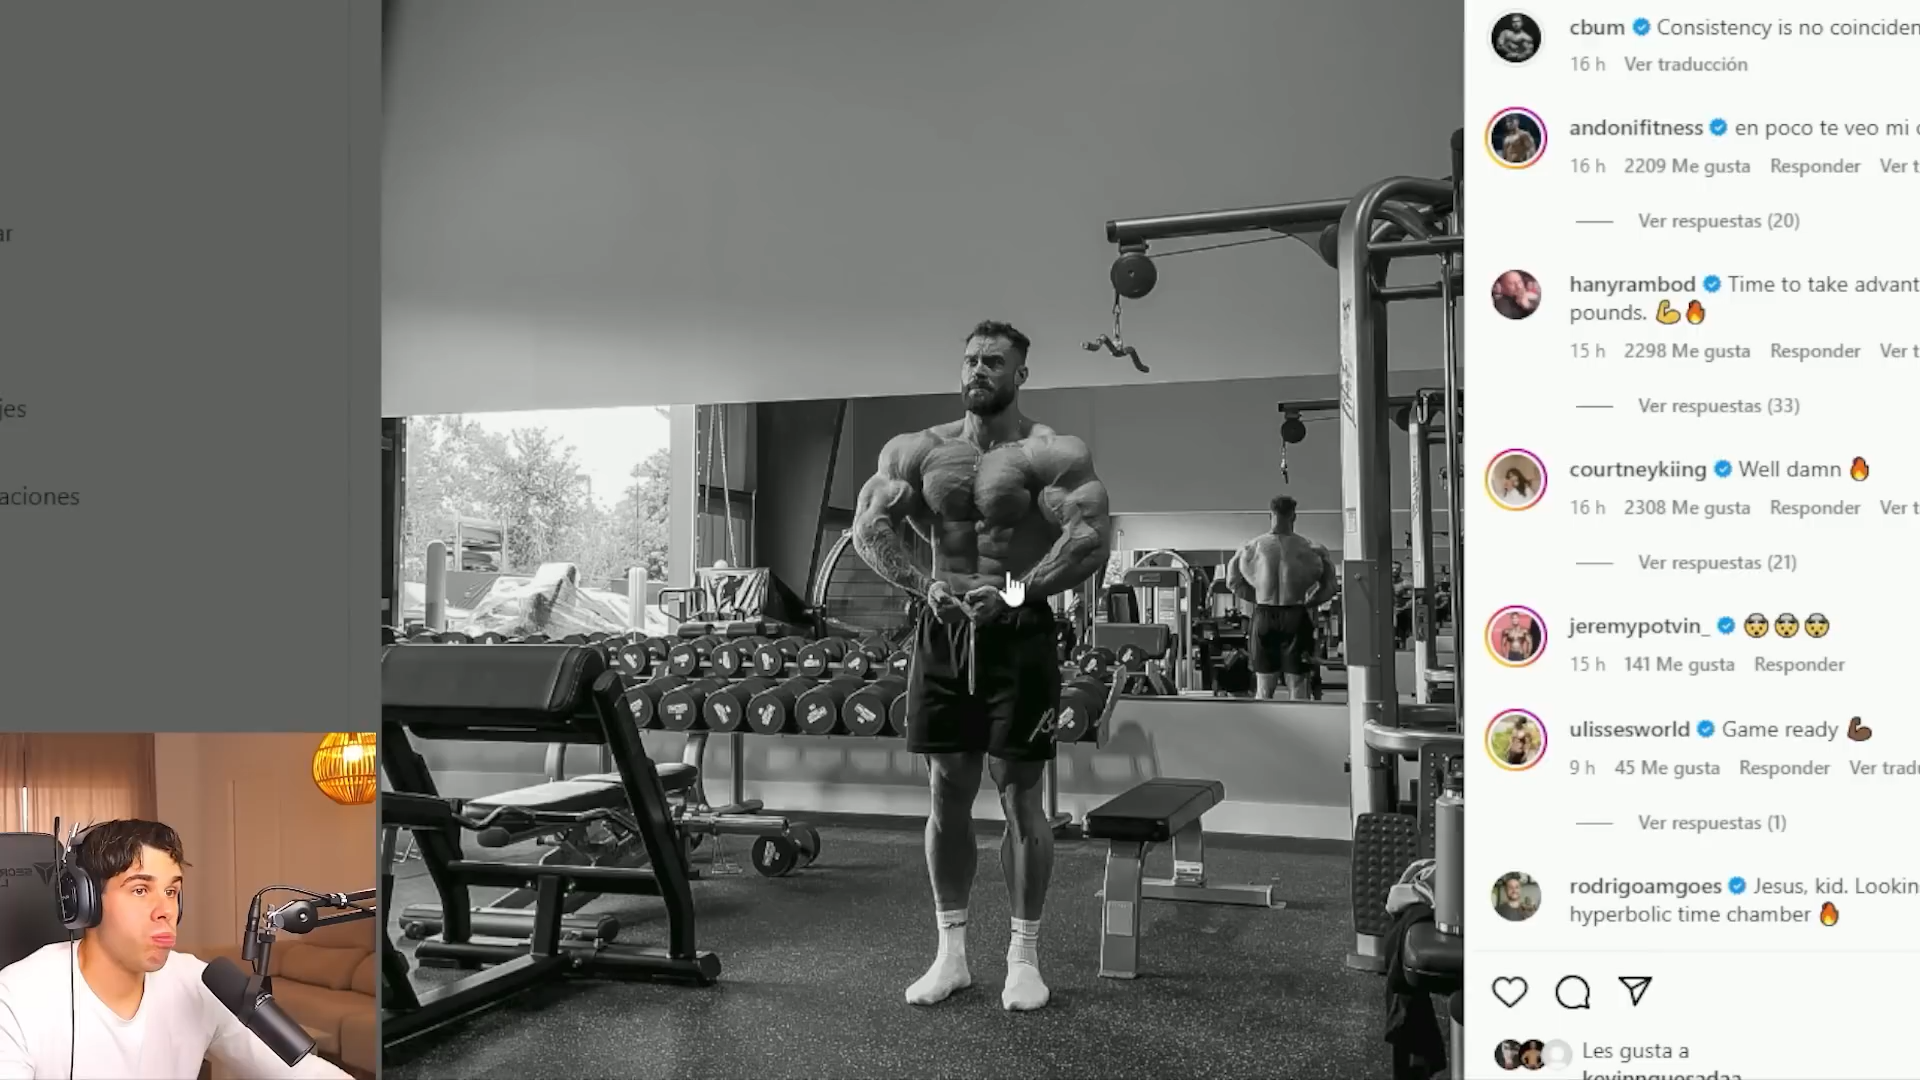 ar
jes
aciones
cbum Consistency is no coinciden
16 h Ver traducción
andonifitness en poco te veo mi
16 h 2209 Me gusta Responder Ver t
Ver respuestas (20)
hanyrambod Time to take advant
pounds. 💪🔥
15 h 2298 Me gusta Responder Ver t
Ver respuestas (33)
courtneykiing Well damn 🔥
16 h 2308 Me gusta Responder Ver t
Ver respuestas (21)
jeremypotvin_ 🤯🤯🤯
15 h 141 Me gusta Responder
ulissesworld Game ready 💪🏿
9 h 45 Me gusta Responder Ver tradu
Ver respuestas (1)
rodrigoamgoes Jesus, kid. Lookin
hyperbolic time chamber 🔥
Les gusta a
kevinnquesadaa